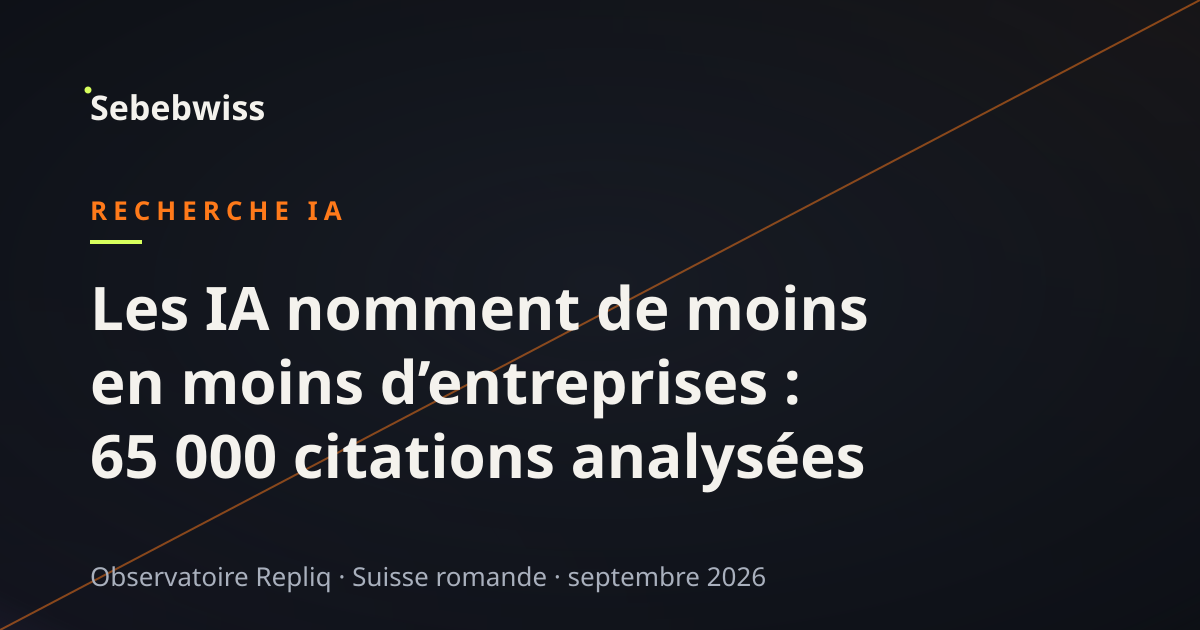 Sebebwiss
RECHERCHE IA
Les IA nomment de moins
en moins d’entreprises :
65 000 citations analysées
Observatoire Repliq · Suisse romande · septembre 2026